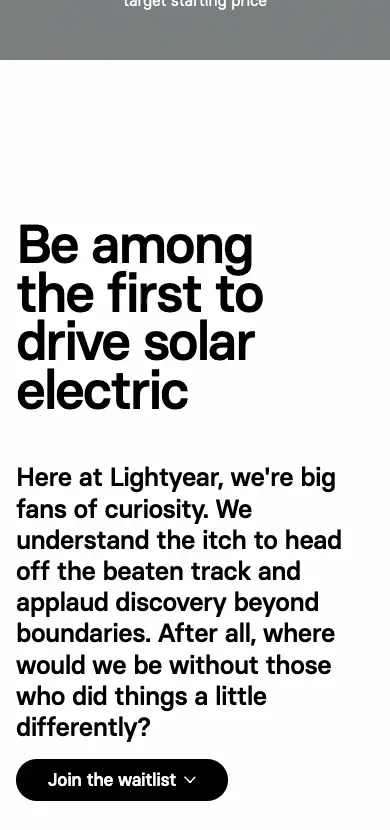 target starting price
Be among
the first to
drive solar
electric
Here at Lightyear, we're big
fans of curiosity. We
understand the itch to head
off the beaten track and
applaud discovery beyond
boundaries. After all, where
would we be without those
who did things a little
differently?
Join the waitlist